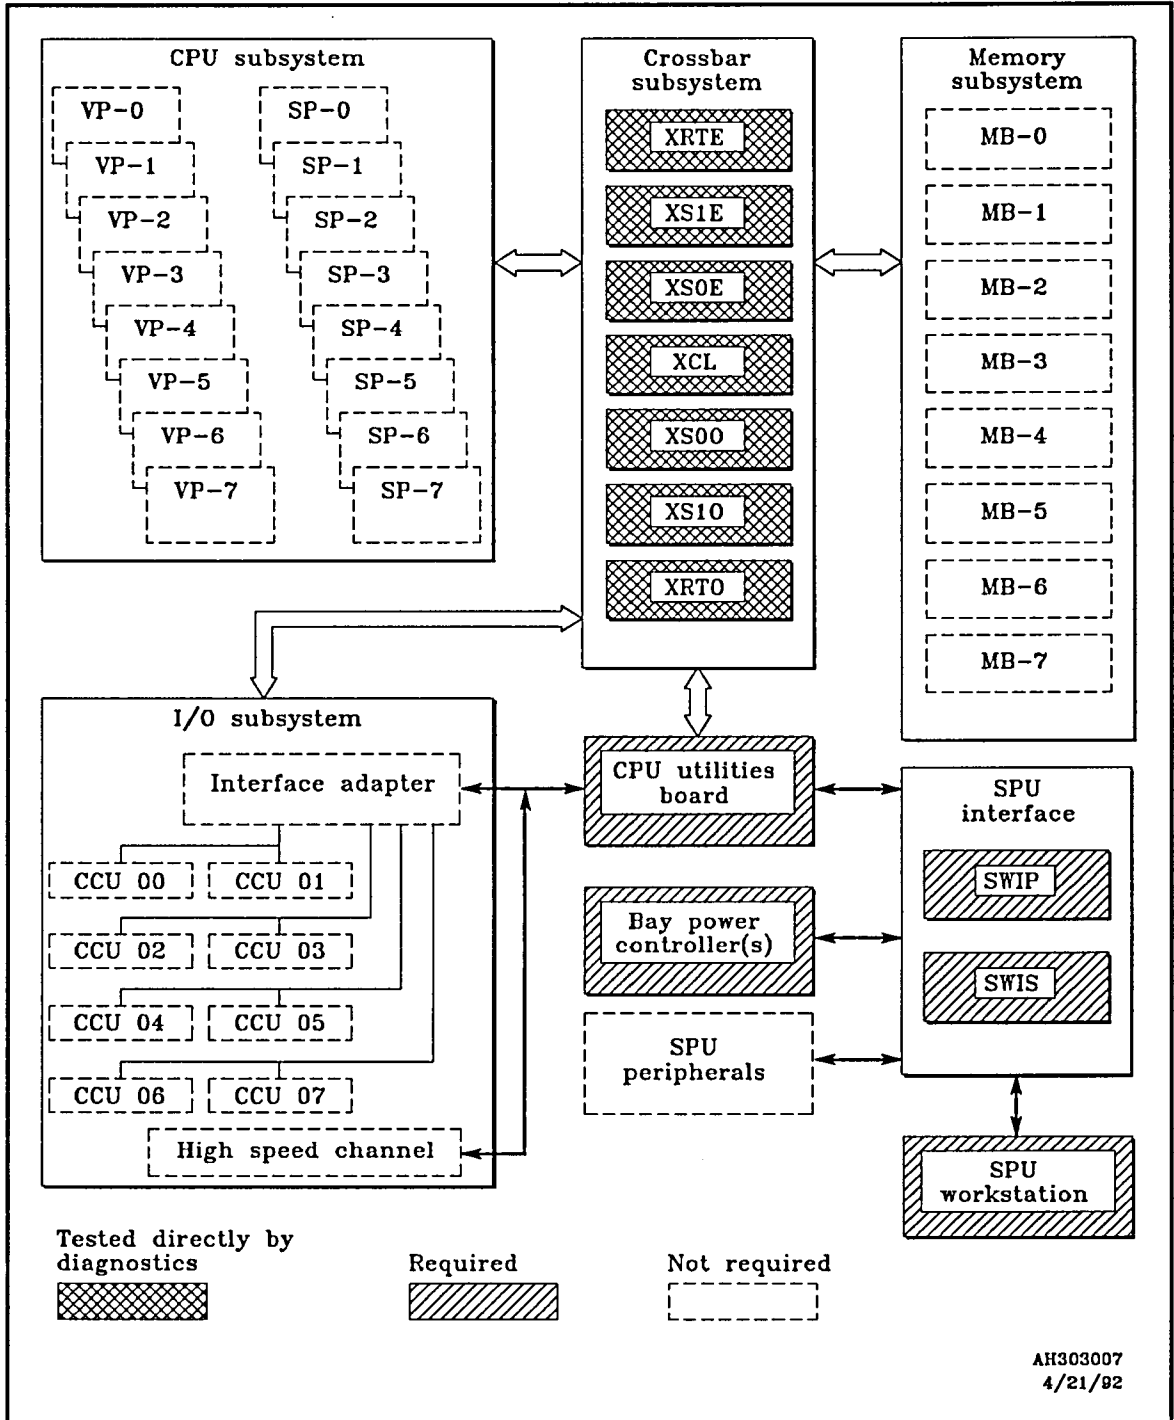 CPU subsystem
VP-0
VP-1
VP-2
VP-3
VP-4
VP-5
VP-6
VP-7
SP-0
SP-1
SP-2
SP-3
SP-4
SP-5
SP-6
SP-7
Crossbar
subsystem
XRTE
XS1E
XS0E
XCL
XS0O
XS1O
XRTO
Memory
subsystem
MB-0
MB-1
MB-2
MB-3
MB-4
MB-5
MB-6
MB-7
I/O subsystem
Interface adapter
CCU 00
CCU 01
CCU 02
CCU 03
CCU 04
CCU 05
CCU 06
CCU 07
High speed channel
CPU utilities
board
Bay power
controller(s)
SPU
peripherals
SPU
interface
SWIP
SWIS
SPU
workstation
Tested directly by
diagnostics
Required
Not required
AH303007
4/21/92